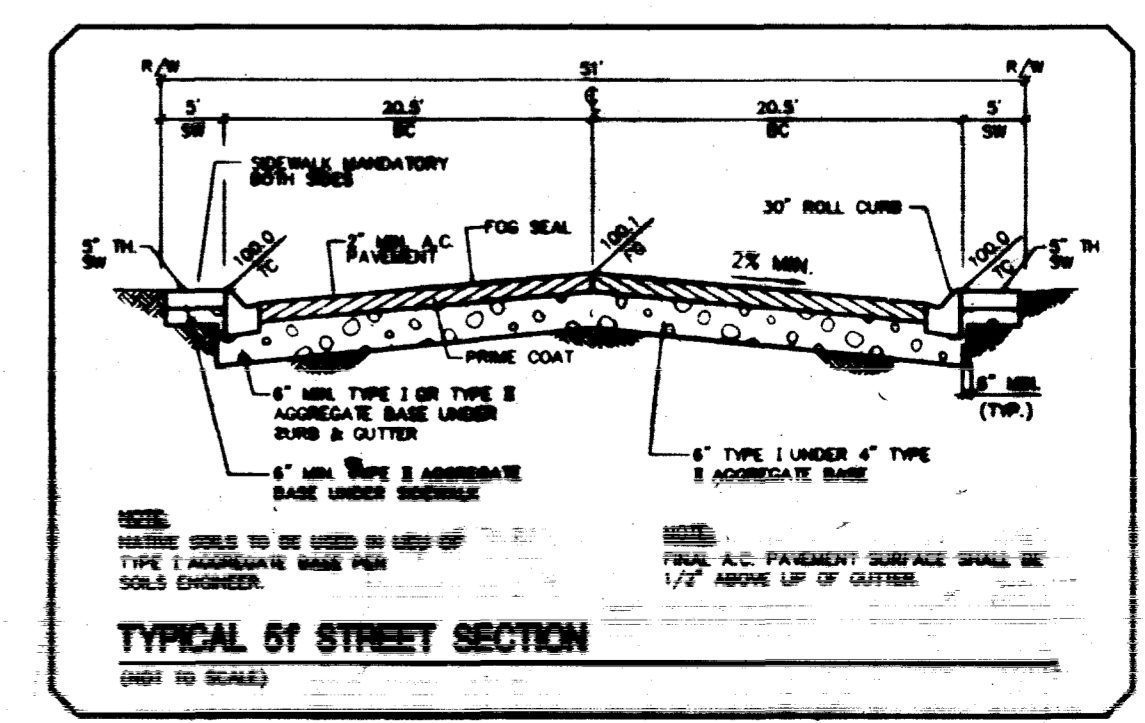 R/W
51'
R/W
5'
SW
20.5'
BC
℄
20.5'
BC
5'
SW
SIDEWALK MANDATORY
BOTH SIDES
30" ROLL CURB
5" TH.
SW
100.0
TC
2" MIN. A.C.
PAVEMENT
FOG SEAL
100.1
FG
2% MIN.
100.0
TC
5" TH
SW
PRIME COAT
6" MIN. TYPE I OR TYPE II
AGGREGATE BASE UNDER
CURB & GUTTER
6" MIN.
(TYP.)
6" MIN. TYPE II AGGREGATE
BASE UNDER SIDEWALK
6" TYPE I UNDER 4" TYPE
II AGGREGATE BASE
NOTE:
NATIVE SOILS TO BE USED IN LIEU OF
TYPE I AGGREGATE BASE PER
SOILS ENGINEER.
NOTE:
FINAL A.C. PAVEMENT SURFACE SHALL BE
1/2" ABOVE LIP OF GUTTER.
TYPICAL 51' STREET SECTION
(NOT TO SCALE)